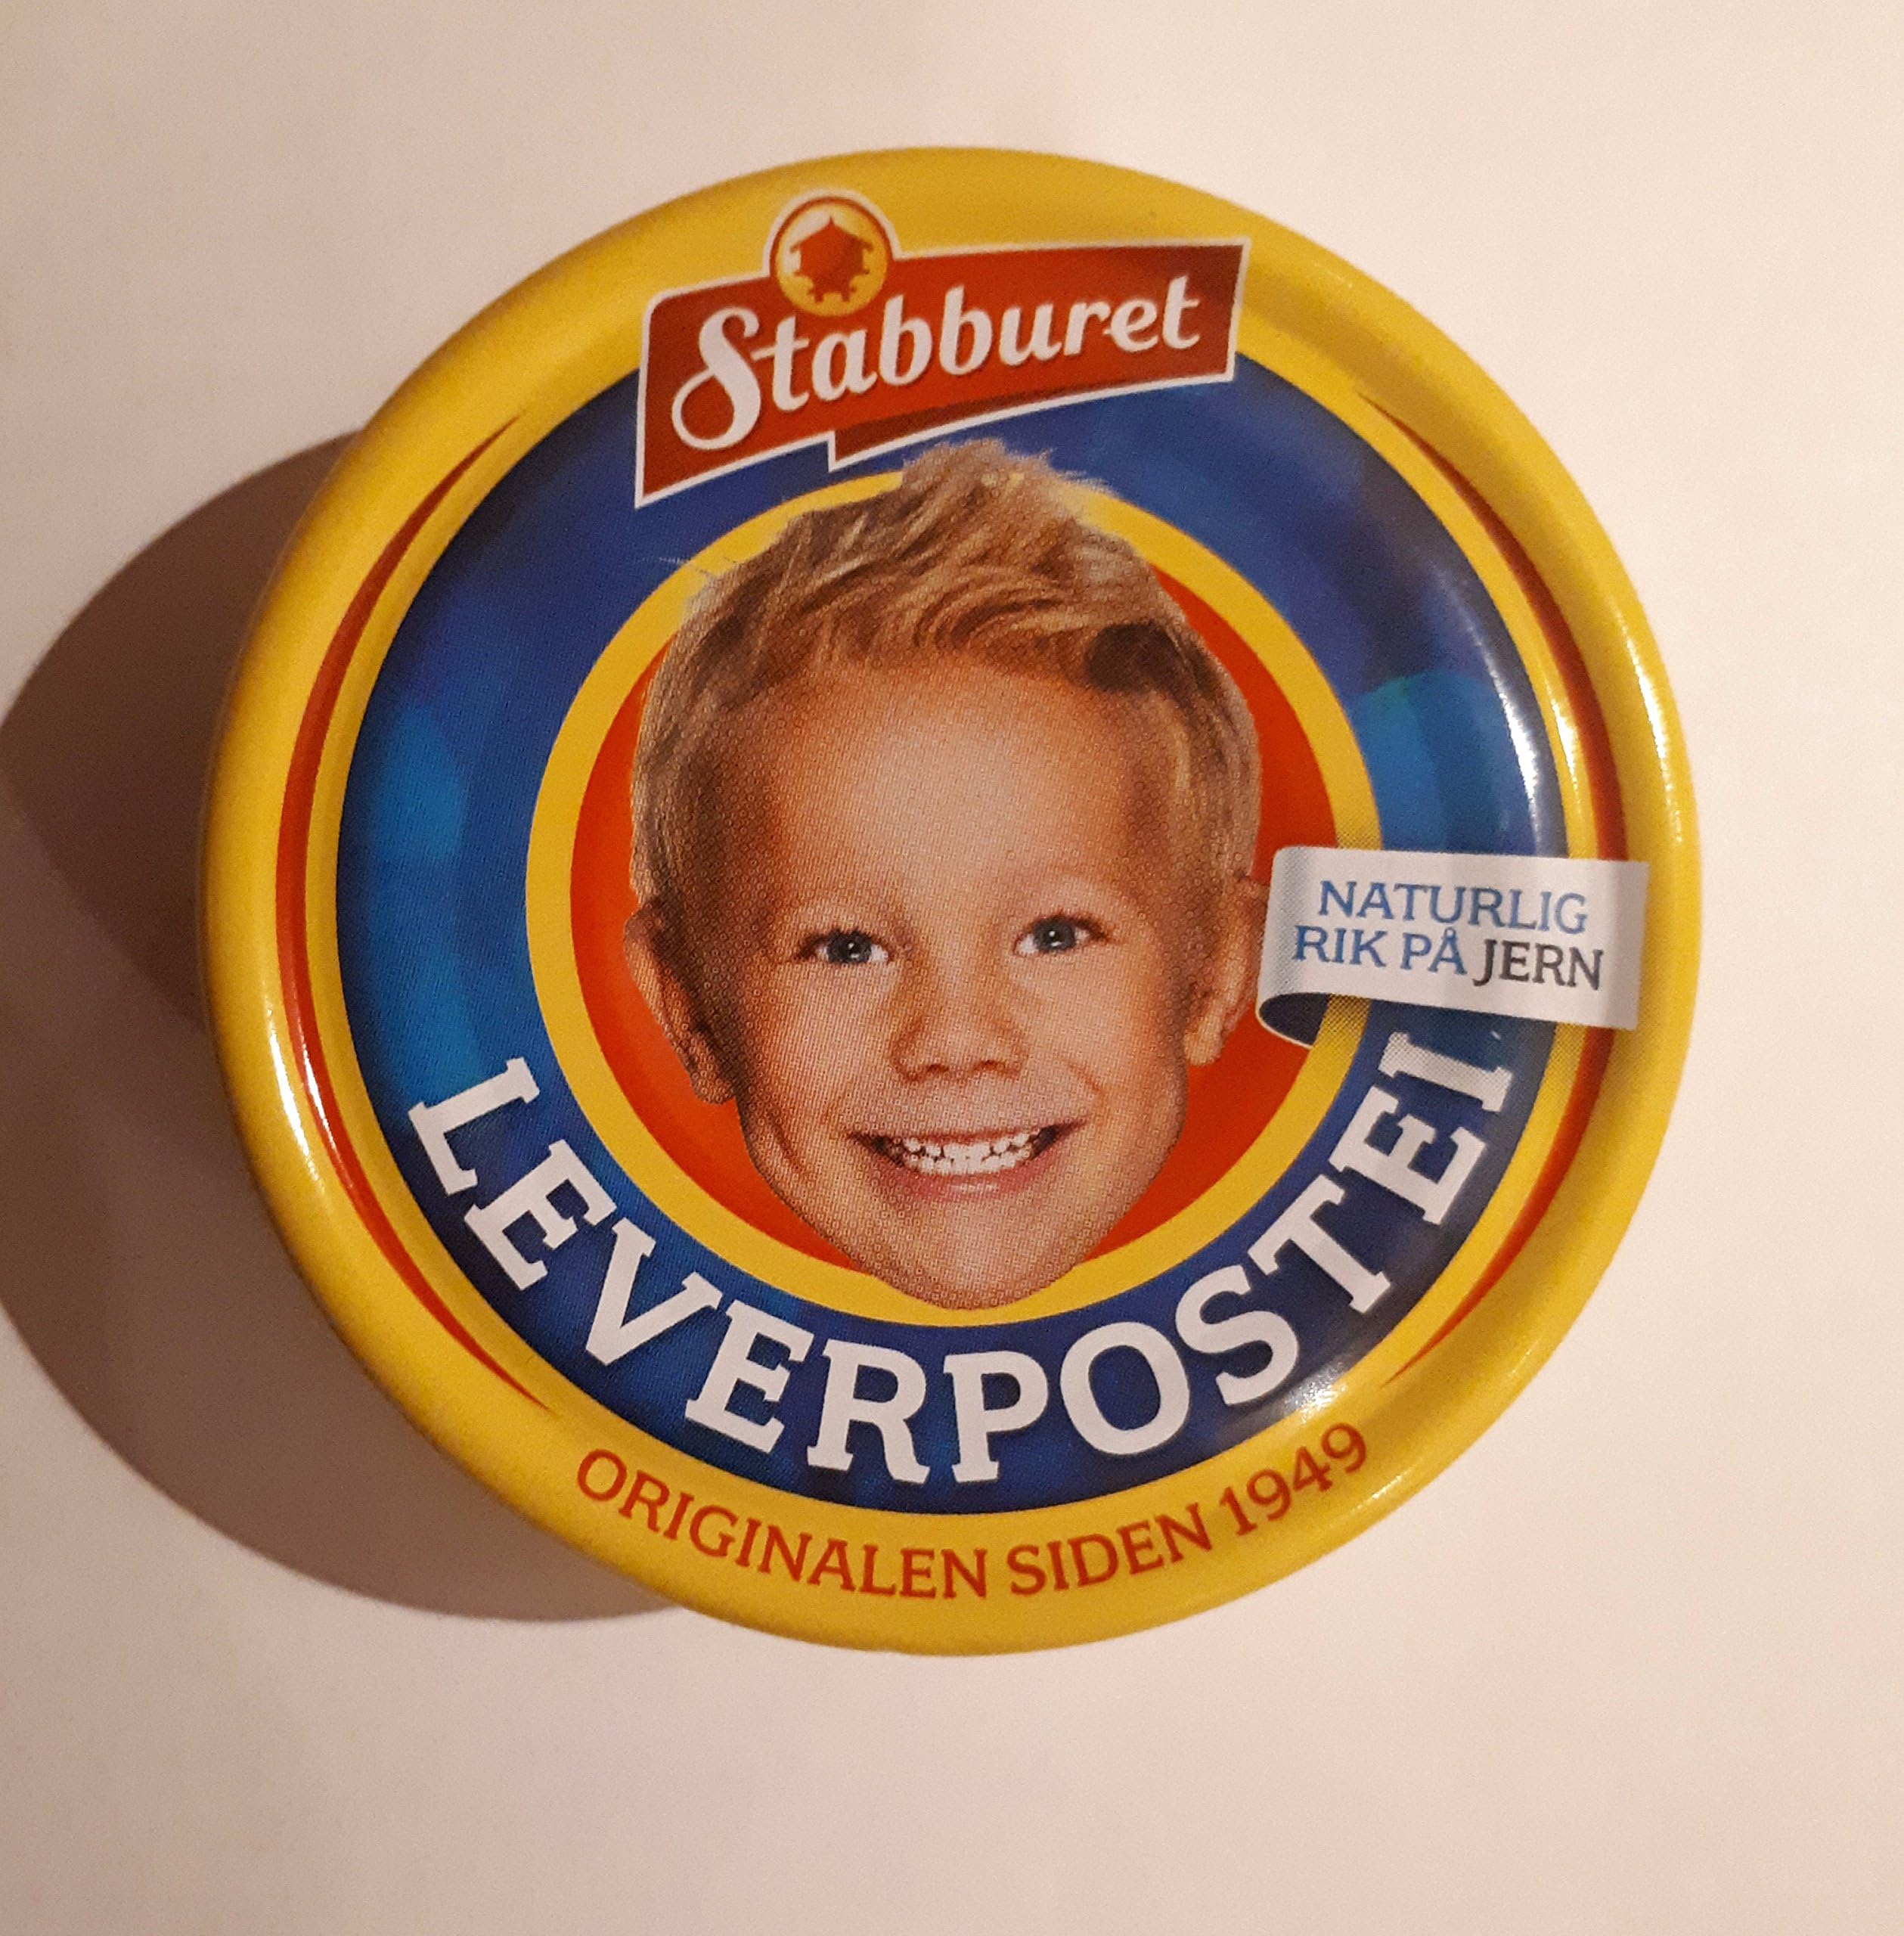 Stabburet
NATURLIG
RIK PÅ JERN
LEVERPOSTEI
ORIGINALEN SIDEN 1949